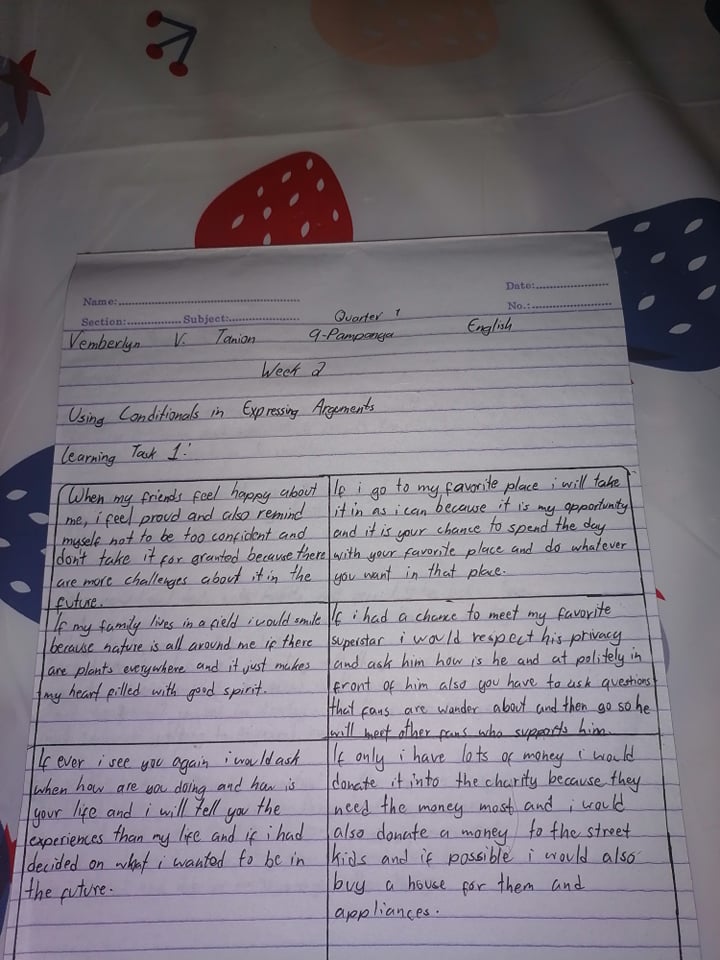 Name:
Date:
Section: Subject:
No.:
Quarter 1
Vemberlyn V. Tanion 9-Pampanga English
Week 2
Using Conditionals in Expressing Arguments
Learning Task 1:
When my friends feel happy about
me, i feel proud and also remind
myself not to be too confident and
don't take it for granted because there
are more challenges about it in the
future.
If i go to my favorite place i will take
it in as i can because it is my opportunity
and it is your chance to spend the day
with your favorite place and do whatever
you want in that place.
If my family lives in a field i would smile
because nature is all around me if there
are plants everywhere and it just makes
my heart filled with good spirit.
If i had a chance to meet my favorite
superstar i would respect his privacy
and ask him how is he and at politely in
front of him also you have to ask questions
that fans are wonder about and then go so he
will meet other fans who supports him.
If ever i see you again i would ask
when how are you doing and how is
your life and i will tell you the
experiences than my life and if i had
decided on what i wanted to be in
the future.
If only i have lots of money i would
donate it into the charity because they
need the money most and i would
also donate a money to the street
kids and if possible i would also
buy a house for them and
appliances.